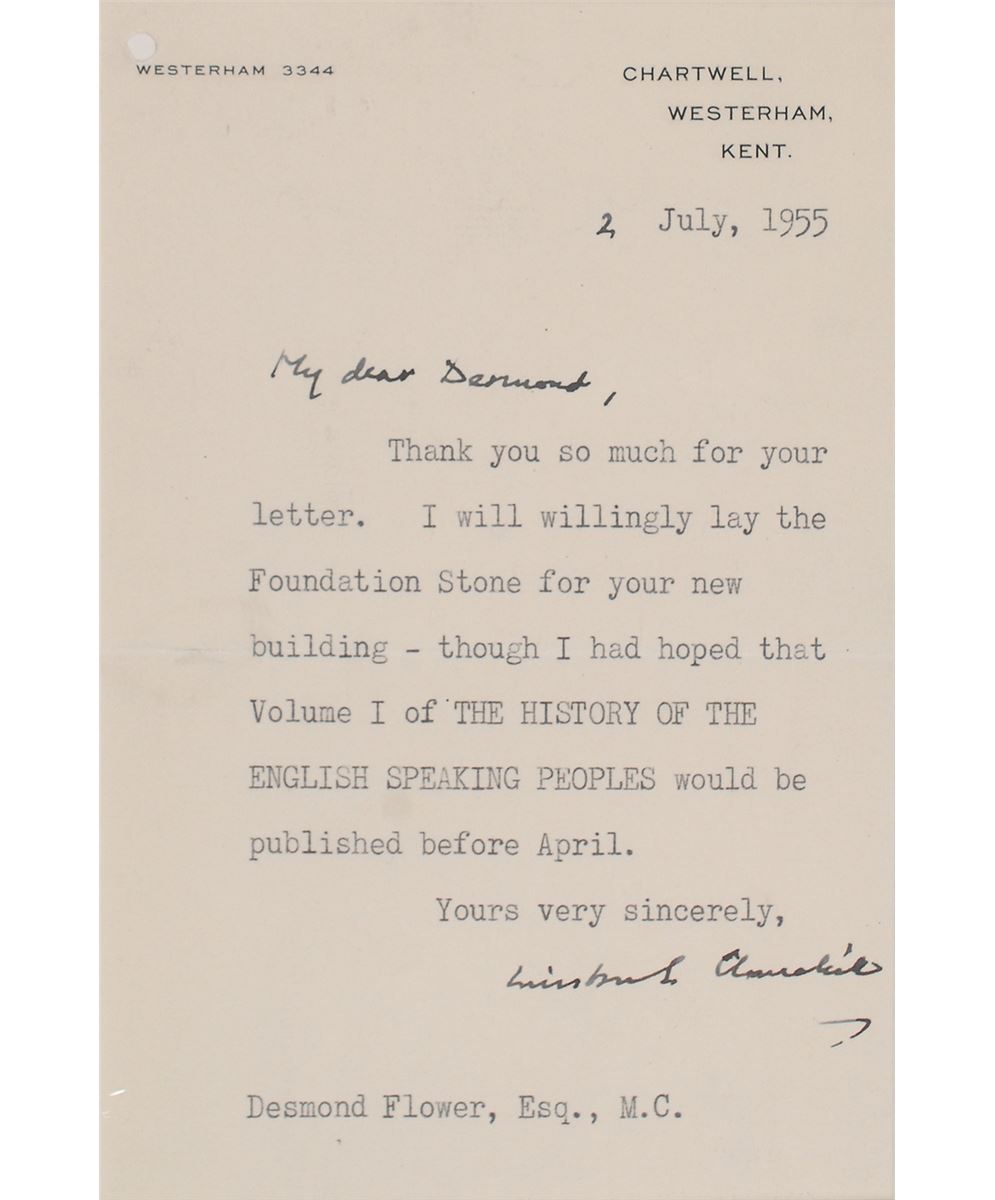 WESTERHAM 3344
CHARTWELL,
WESTERHAM,
KENT.
2 July, 1955
My dear Desmond,
Thank you so much for your
letter. I will willingly lay the
Foundation Stone for your new
building - though I had hoped that
Volume I of THE HISTORY OF THE
ENGLISH SPEAKING PEOPLES would be
published before April.
Yours very sincerely,
Winston S. Churchill
Desmond Flower, Esq., M.C.